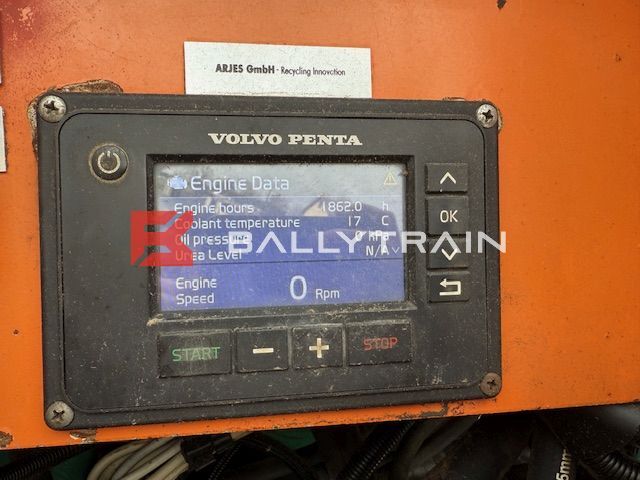 ARJES GmbH - Recycling Innovation
VOLVO PENTA
Engine Data
Engine hours 1862.0 h
Coolant temperature 17 C
Oil pressure 0 kPa
Urea Level N/A
BALLYTRAIN
Engine
Speed 0 Rpm
OK
START - + STOP